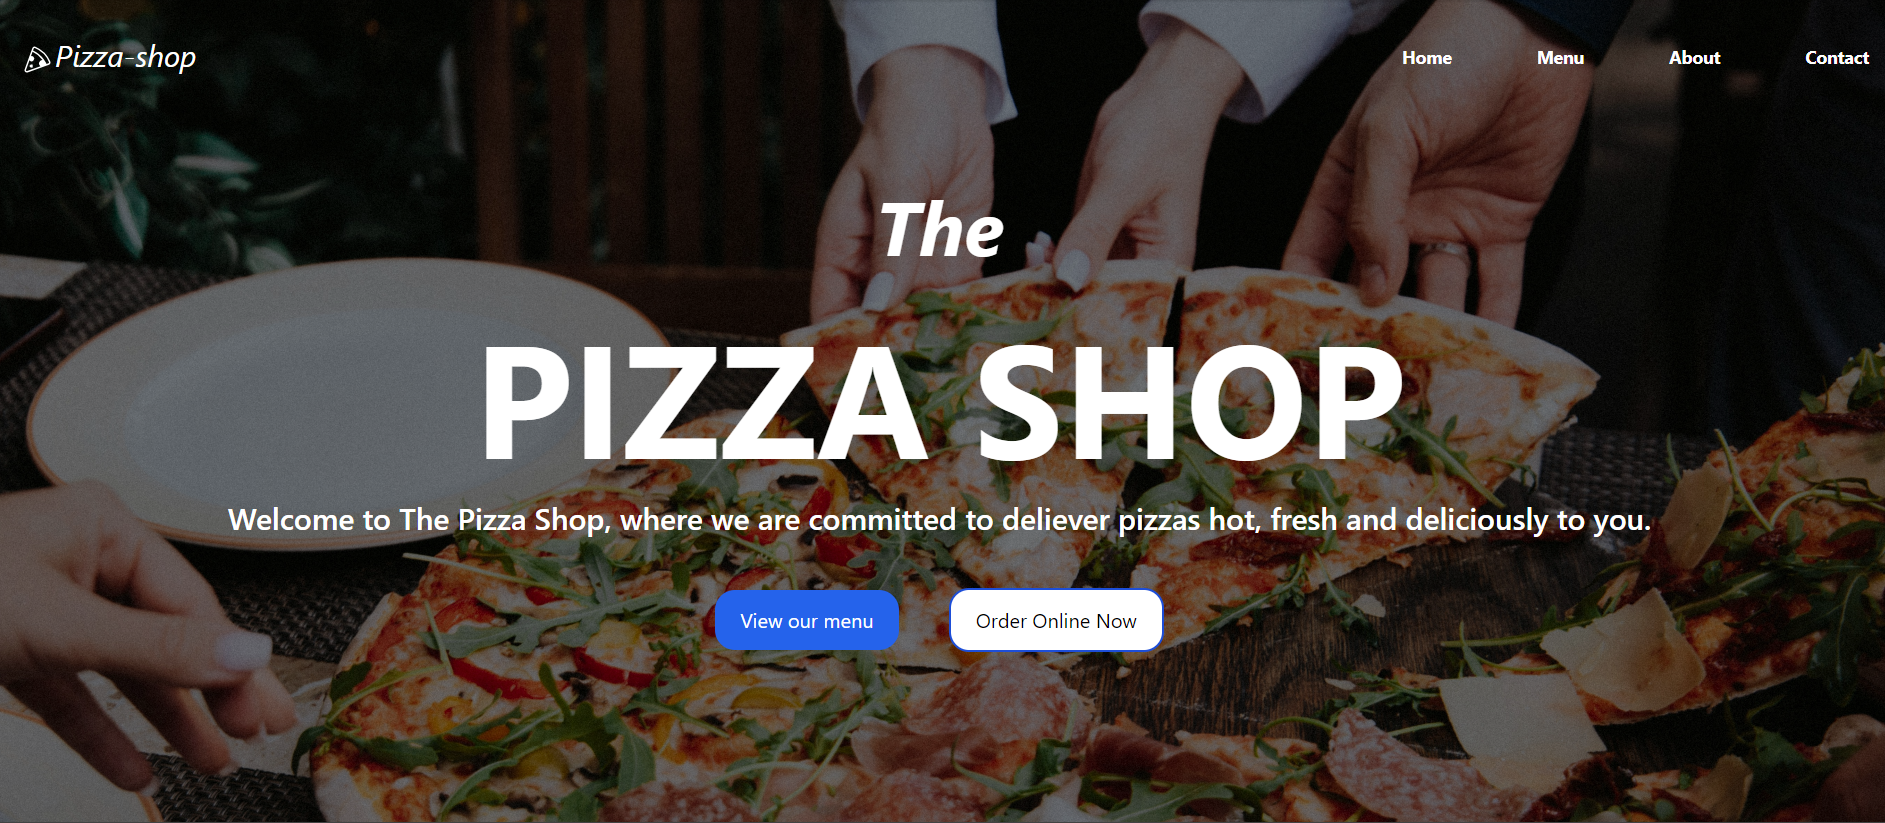 Pizza-shop
Home Menu About Contact
The
PIZZA SHOP
Welcome to The Pizza Shop, where we are committed to deliever pizzas hot, fresh and deliciously to you.
View our menu
Order Online Now